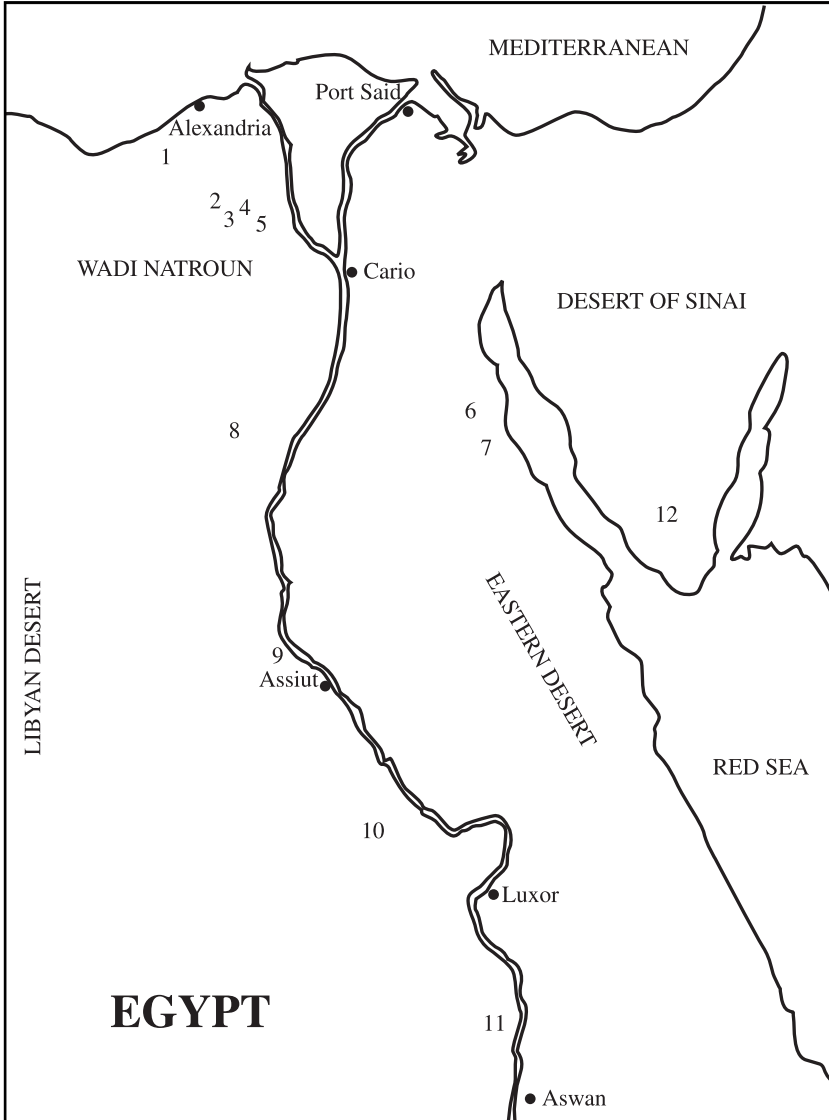 MEDITERRANEAN
Port Said
Alexandria
1
2
3
4
5
WADI NATROUN
Cario
DESERT OF SINAI
6
8
7
12
EASTERN DESERT
LIBYAN DESERT
9
Assiut
RED SEA
10
Luxor
EGYPT
11
Aswan